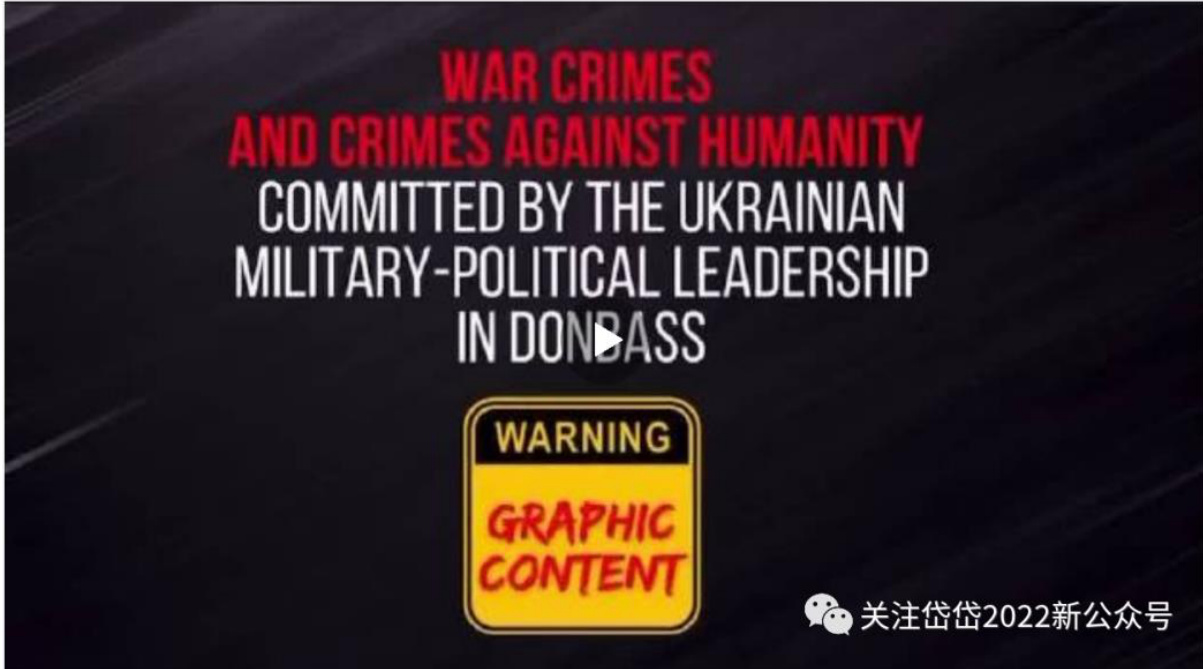 WAR CRIMES
AND CRIMES AGAINST HUMANITY
COMMITTED BY THE UKRAINIAN
MILITARY-POLITICAL LEADERSHIP
IN DONBASS
WARNING
GRAPHIC
CONTENT
关注岱岱2022新公众号